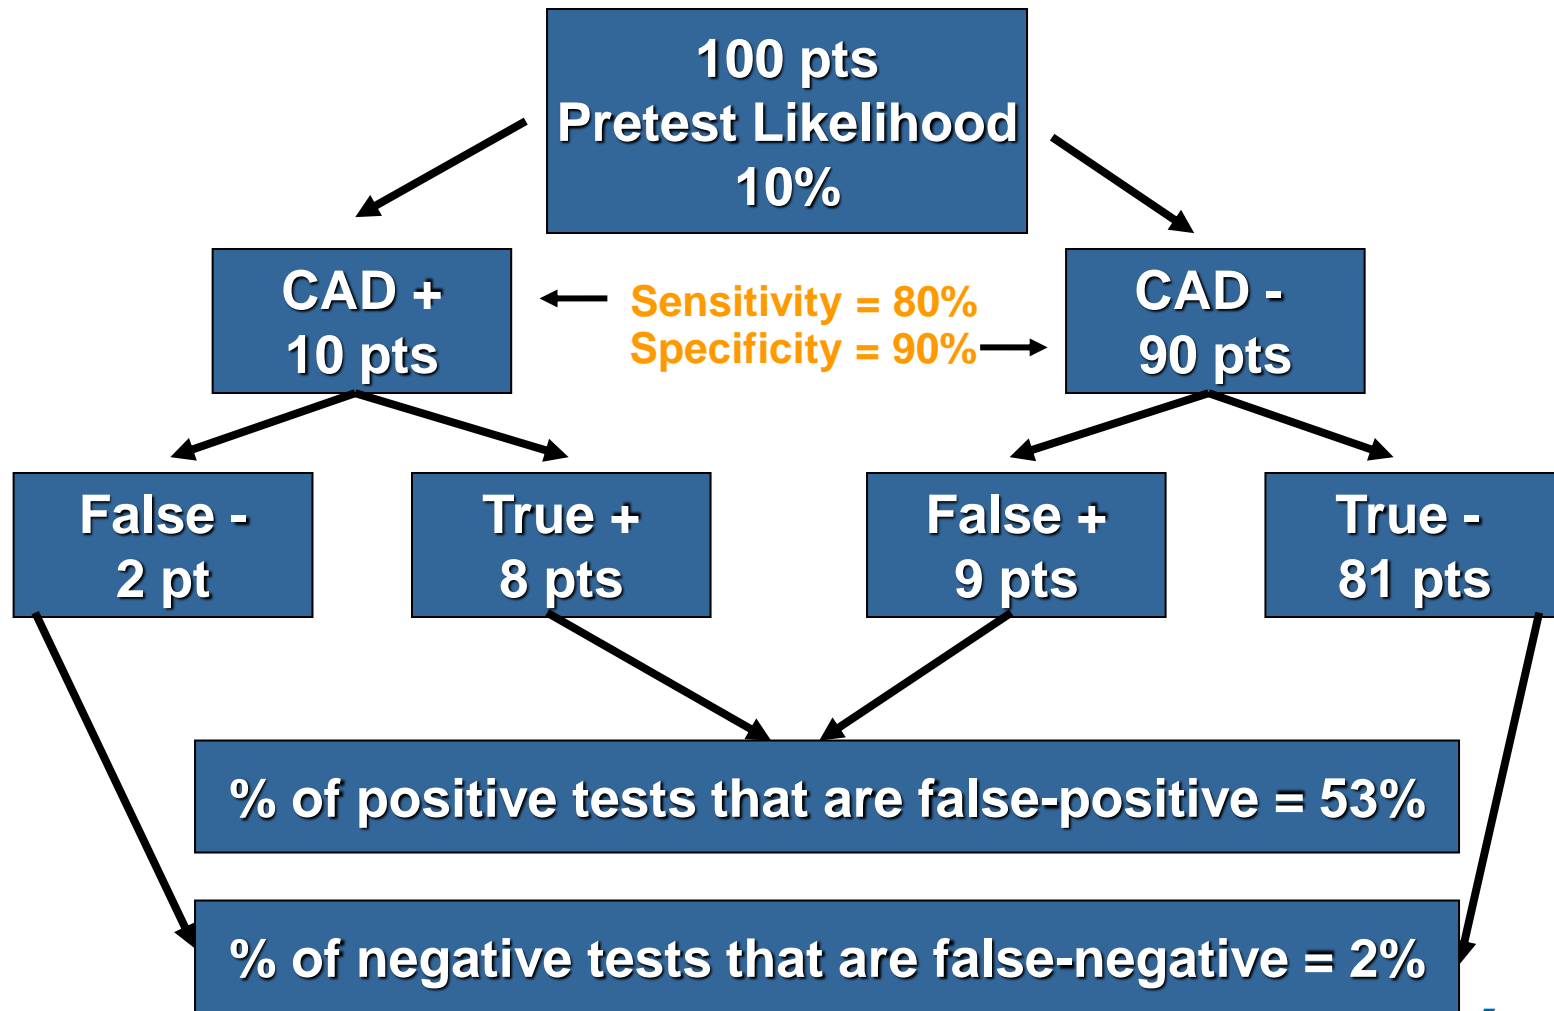 100 pts
Pretest Likelihood
10%
CAD +
10 pts
Sensitivity = 80%
Specificity = 90%
CAD -
90 pts
False -
2 pt
True +
8 pts
False +
9 pts
True -
81 pts
% of positive tests that are false-positive = 53%
% of negative tests that are false-negative = 2%